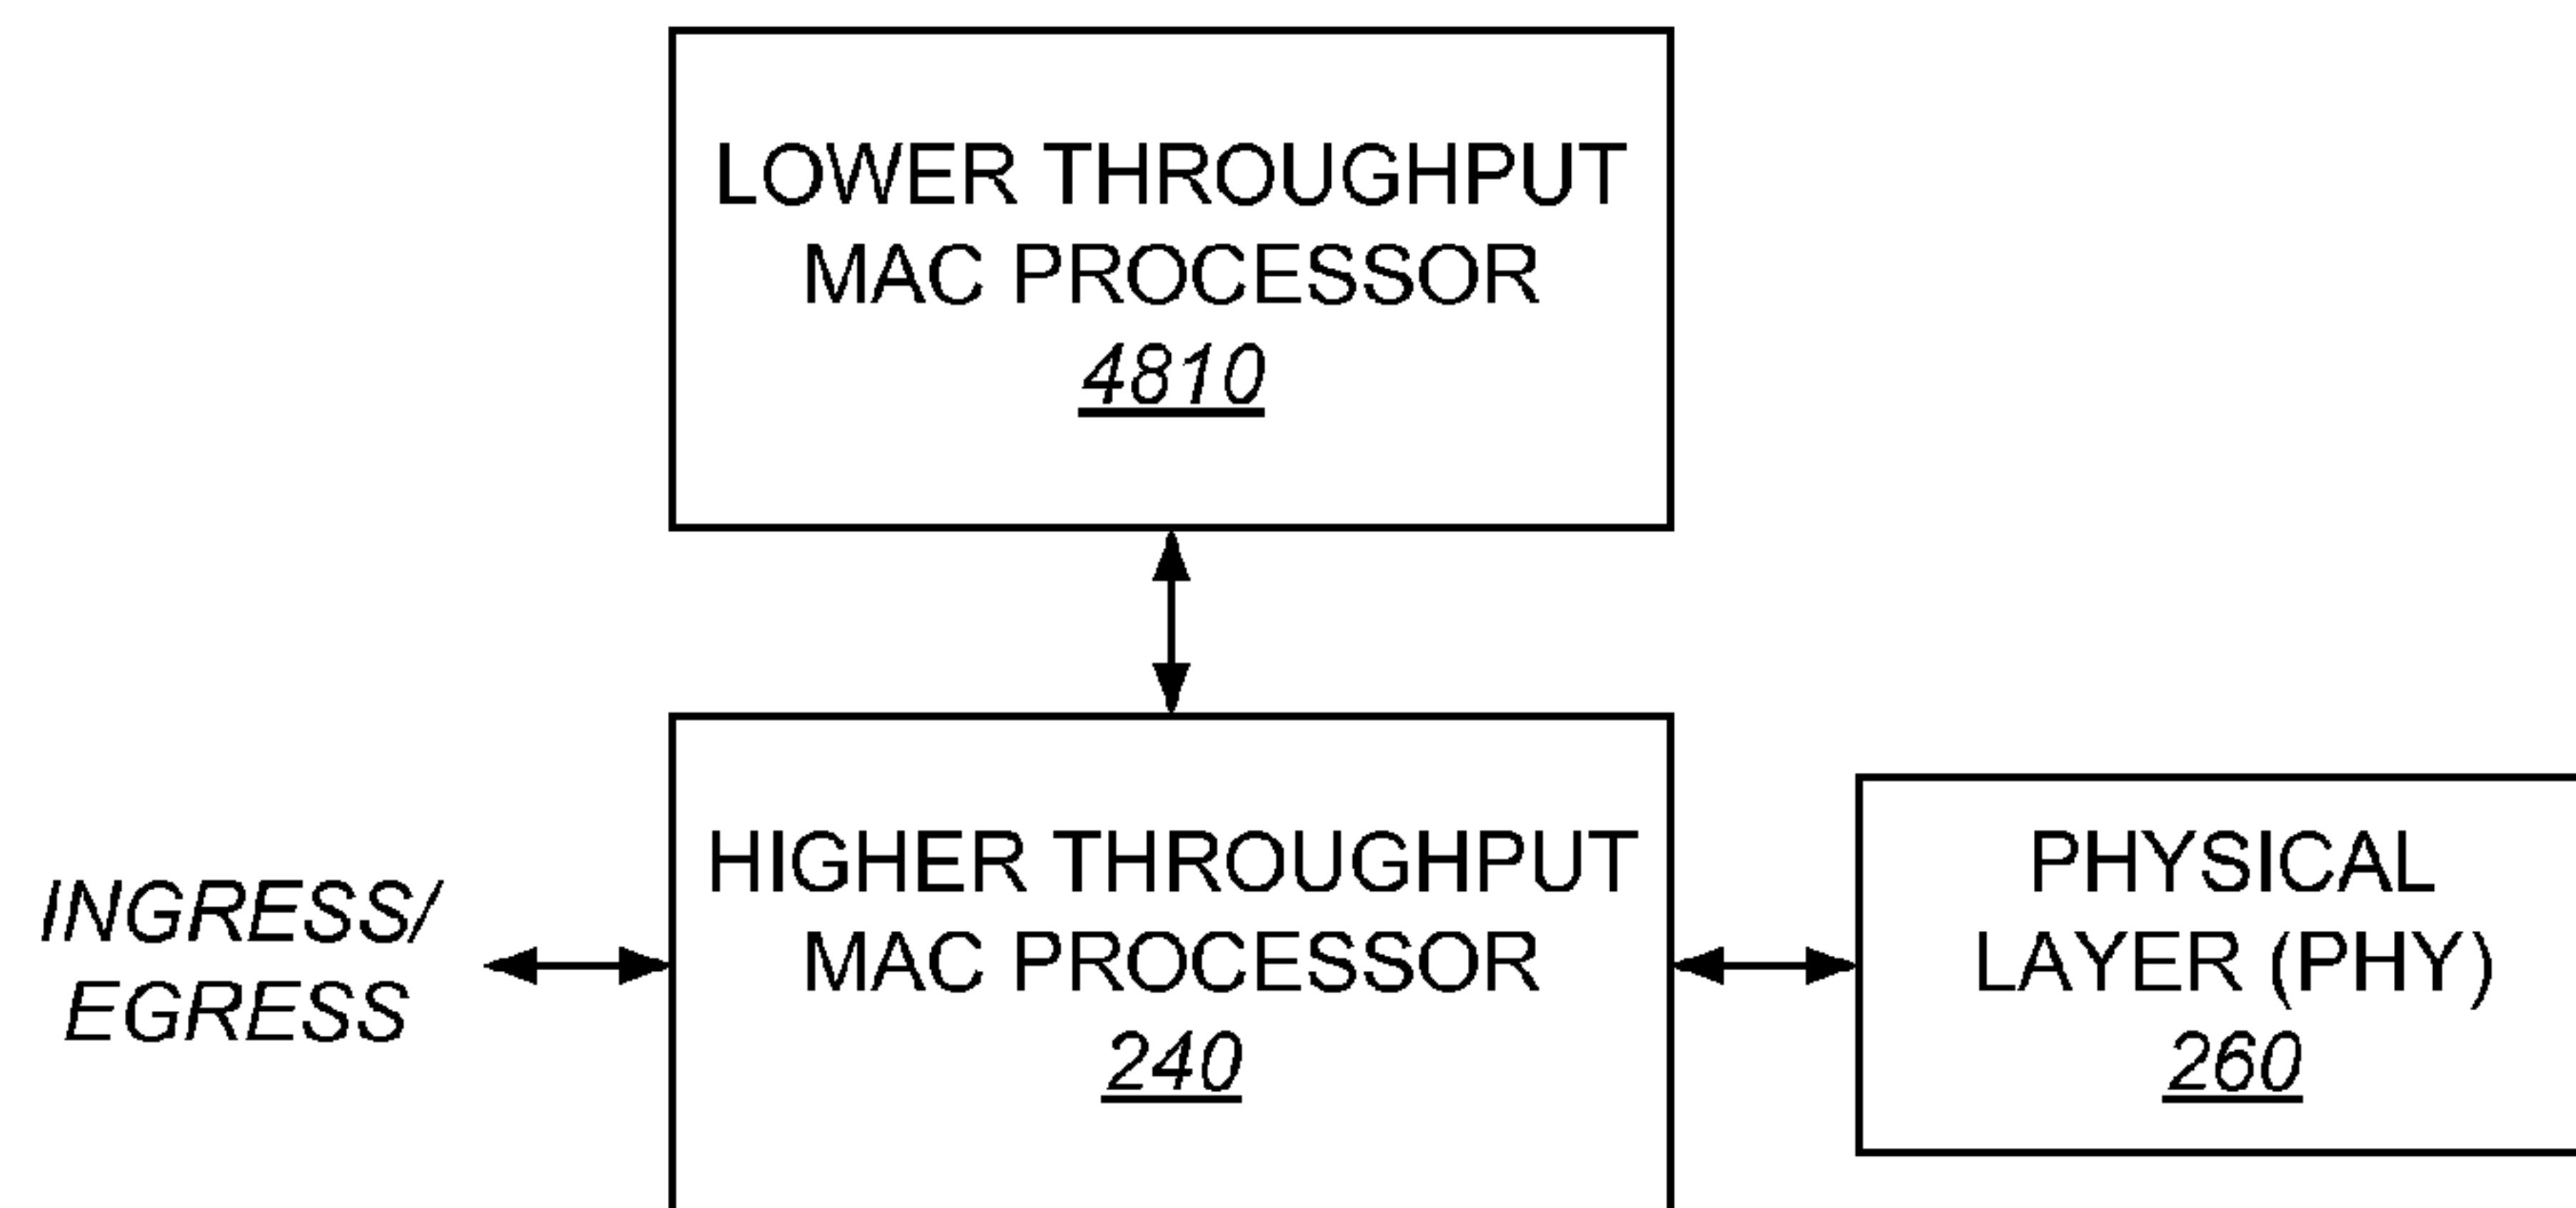 LOWER THROUGHPUT
MAC PROCESSOR
4810
INGRESS/
EGRESS
HIGHER THROUGHPUT
MAC PROCESSOR
240
PHYSICAL
LAYER (PHY)
260